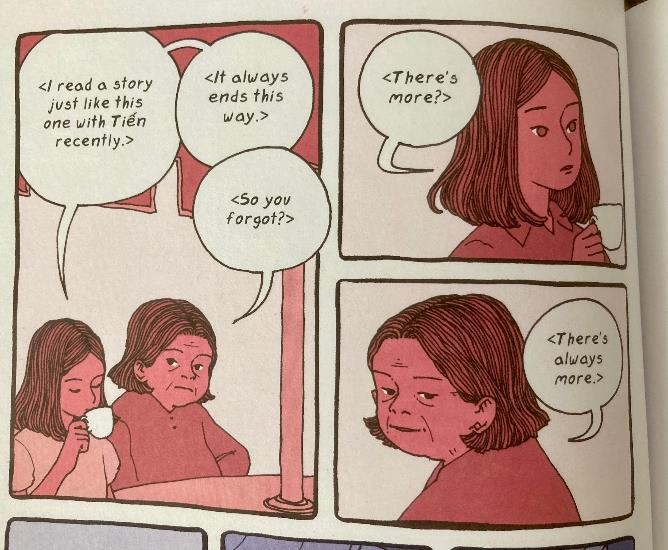 <I read a story
just like this
one with Tiến
recently.>
<It always
ends this
way.>
<So you
forgot?>
<There's
more?>
<There's
always
more.>